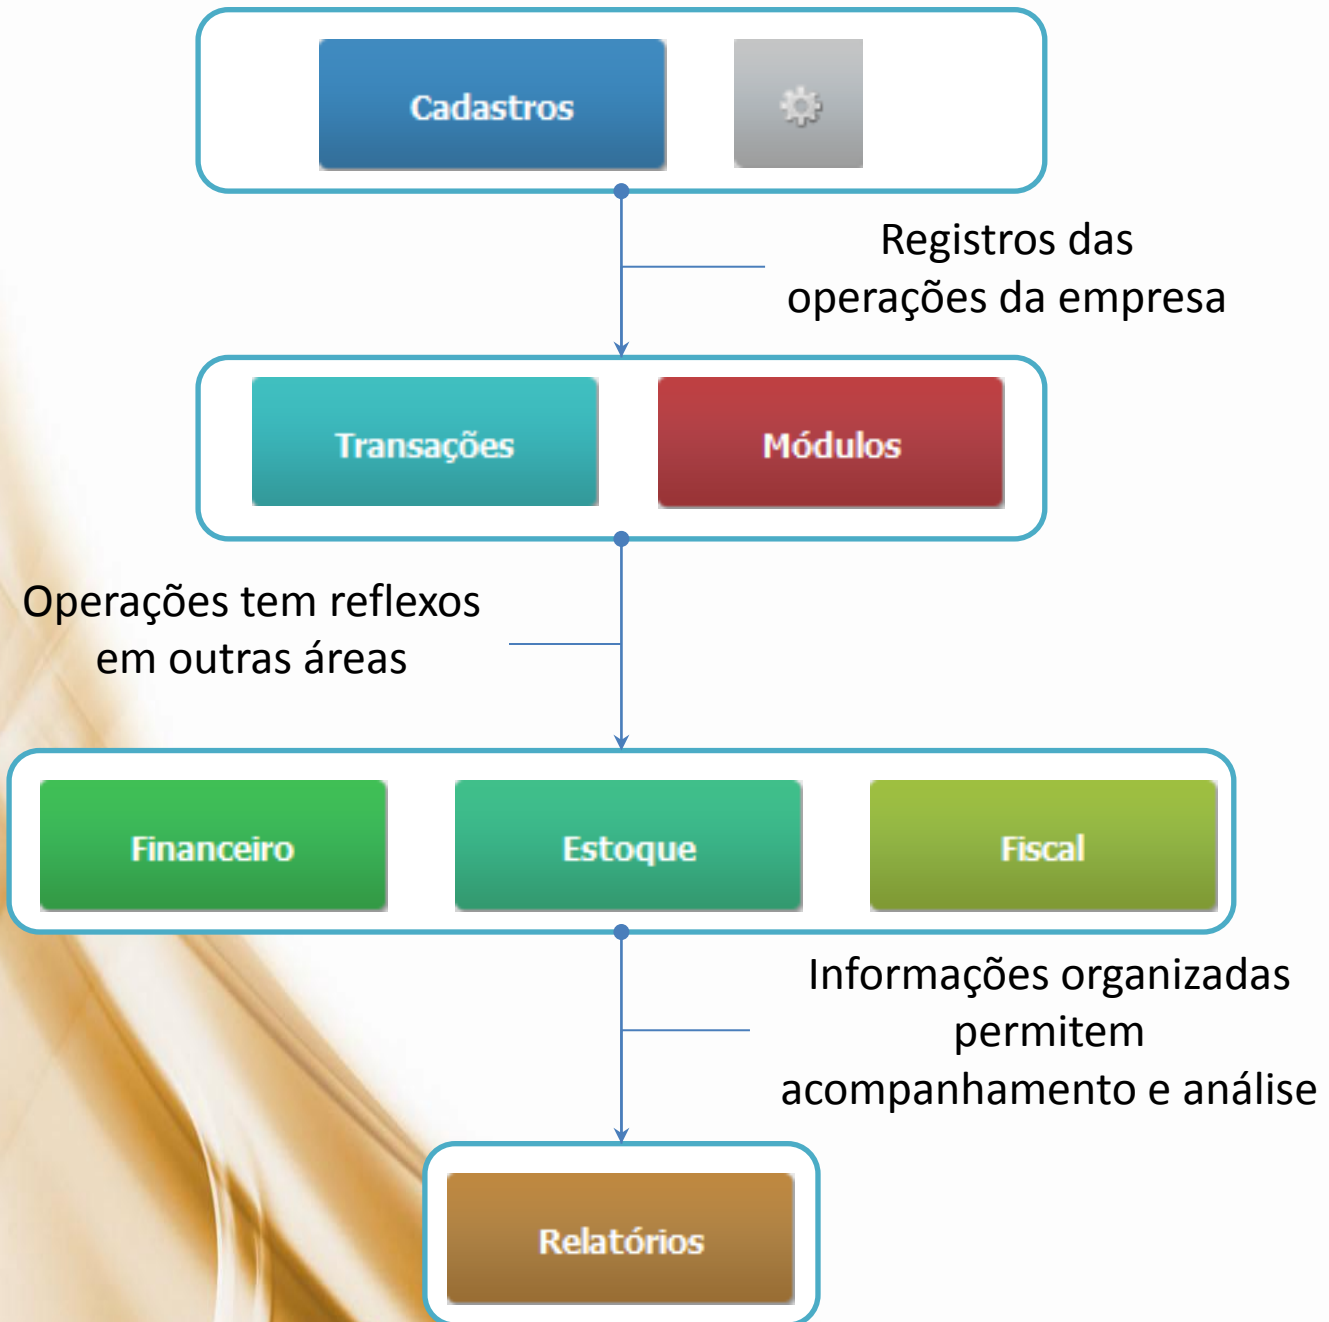 Cadastros
Registros das
operações da empresa
Transações
Módulos
Operações tem reflexos
em outras áreas
Financeiro
Estoque
Fiscal
Informações organizadas
permitem
acompanhamento e análise
Relatórios